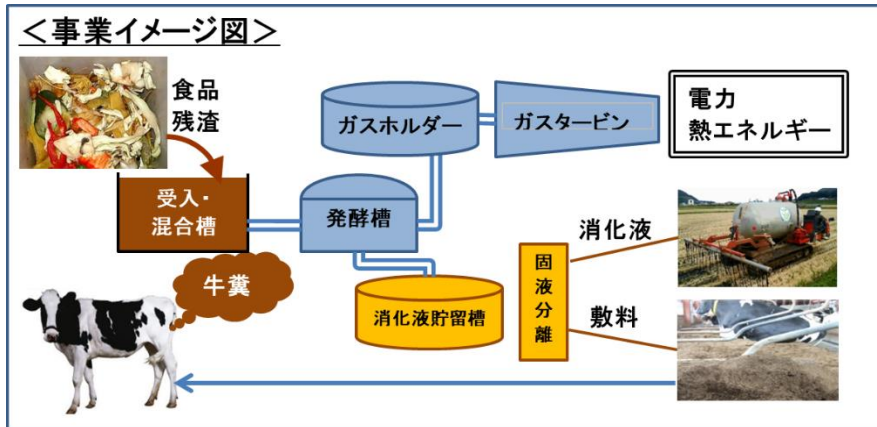 ＜事業イメージ図＞
食品
残渣
受入・
混合槽
牛糞
発酵槽
ガスホルダー
ガスタービン
電力
熱エネルギー
消化液貯留槽
固
液
分
離
消化液
敷料